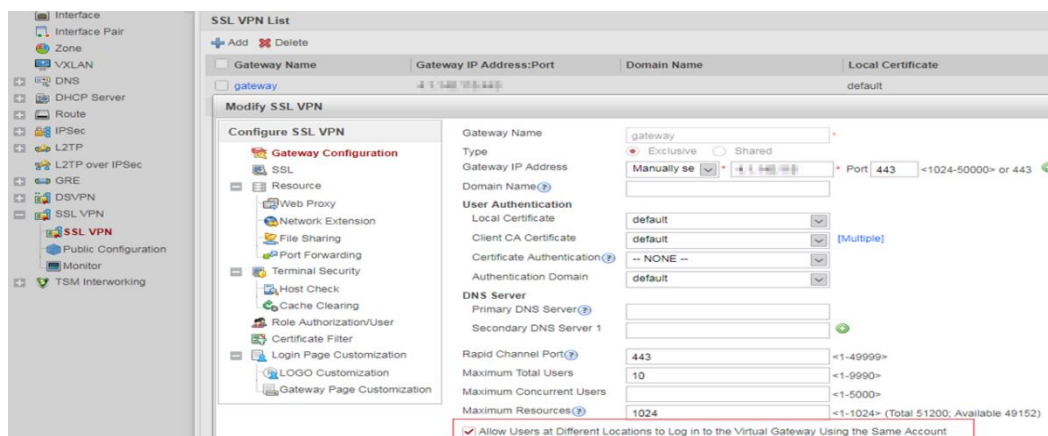 Interface
Interface Pair
Zone
VXLAN
DNS
DHCP Server
Route
IPSec
L2TP
L2TP over IPSec
GRE
DSVPN
SSL VPN
SSL VPN
Public Configuration
Monitor
TSM Interworking
SSL VPN List
Add Delete
Gateway Name Gateway IP Address:Port Domain Name Local Certificate
gateway default
Modify SSL VPN
Configure SSL VPN
Gateway Configuration
SSL
Resource
Web Proxy
Network Extension
File Sharing
Port Forwarding
Terminal Security
Host Check
Cache Clearing
Role Authorization/User
Certificate Filter
Login Page Customization
LOGO Customization
Gateway Page Customization
Gateway Name gateway *
Type Exclusive Shared
Gateway IP Address Manually se * * Port 443 <1024-50000> or 443
Domain Name
User Authentication
Local Certificate default
Client CA Certificate default [Multiple]
Certificate Authentication -- NONE --
Authentication Domain default
DNS Server
Primary DNS Server
Secondary DNS Server 1
Rapid Channel Port 443 <1-49999>
Maximum Total Users 10 <1-9990>
Maximum Concurrent Users <1-5000>
Maximum Resources 1024 <1-1024> (Total 51200; Available 49152)
Allow Users at Different Locations to Log in to the Virtual Gateway Using the Same Account